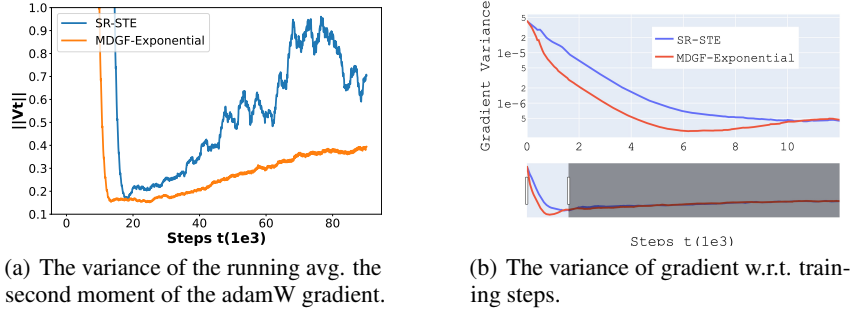 1.0
0.9
0.8
0.7
0.6
0.5
0.4
0.3
0.2
0.1
||Vt||
SR-STE
MDGF-Exponential
0 20 40 60 80
Steps t(1e3)
(a) The variance of the running avg. the
second moment of the adamW gradient.
Gradient Variance
5
2
1e-5
5
2
1e-6
5
SR-STE
MDGF-Exponential
0 2 4 6 8 10
Steps t(1e3)
(b) The variance of gradient w.r.t. train-
ing steps.